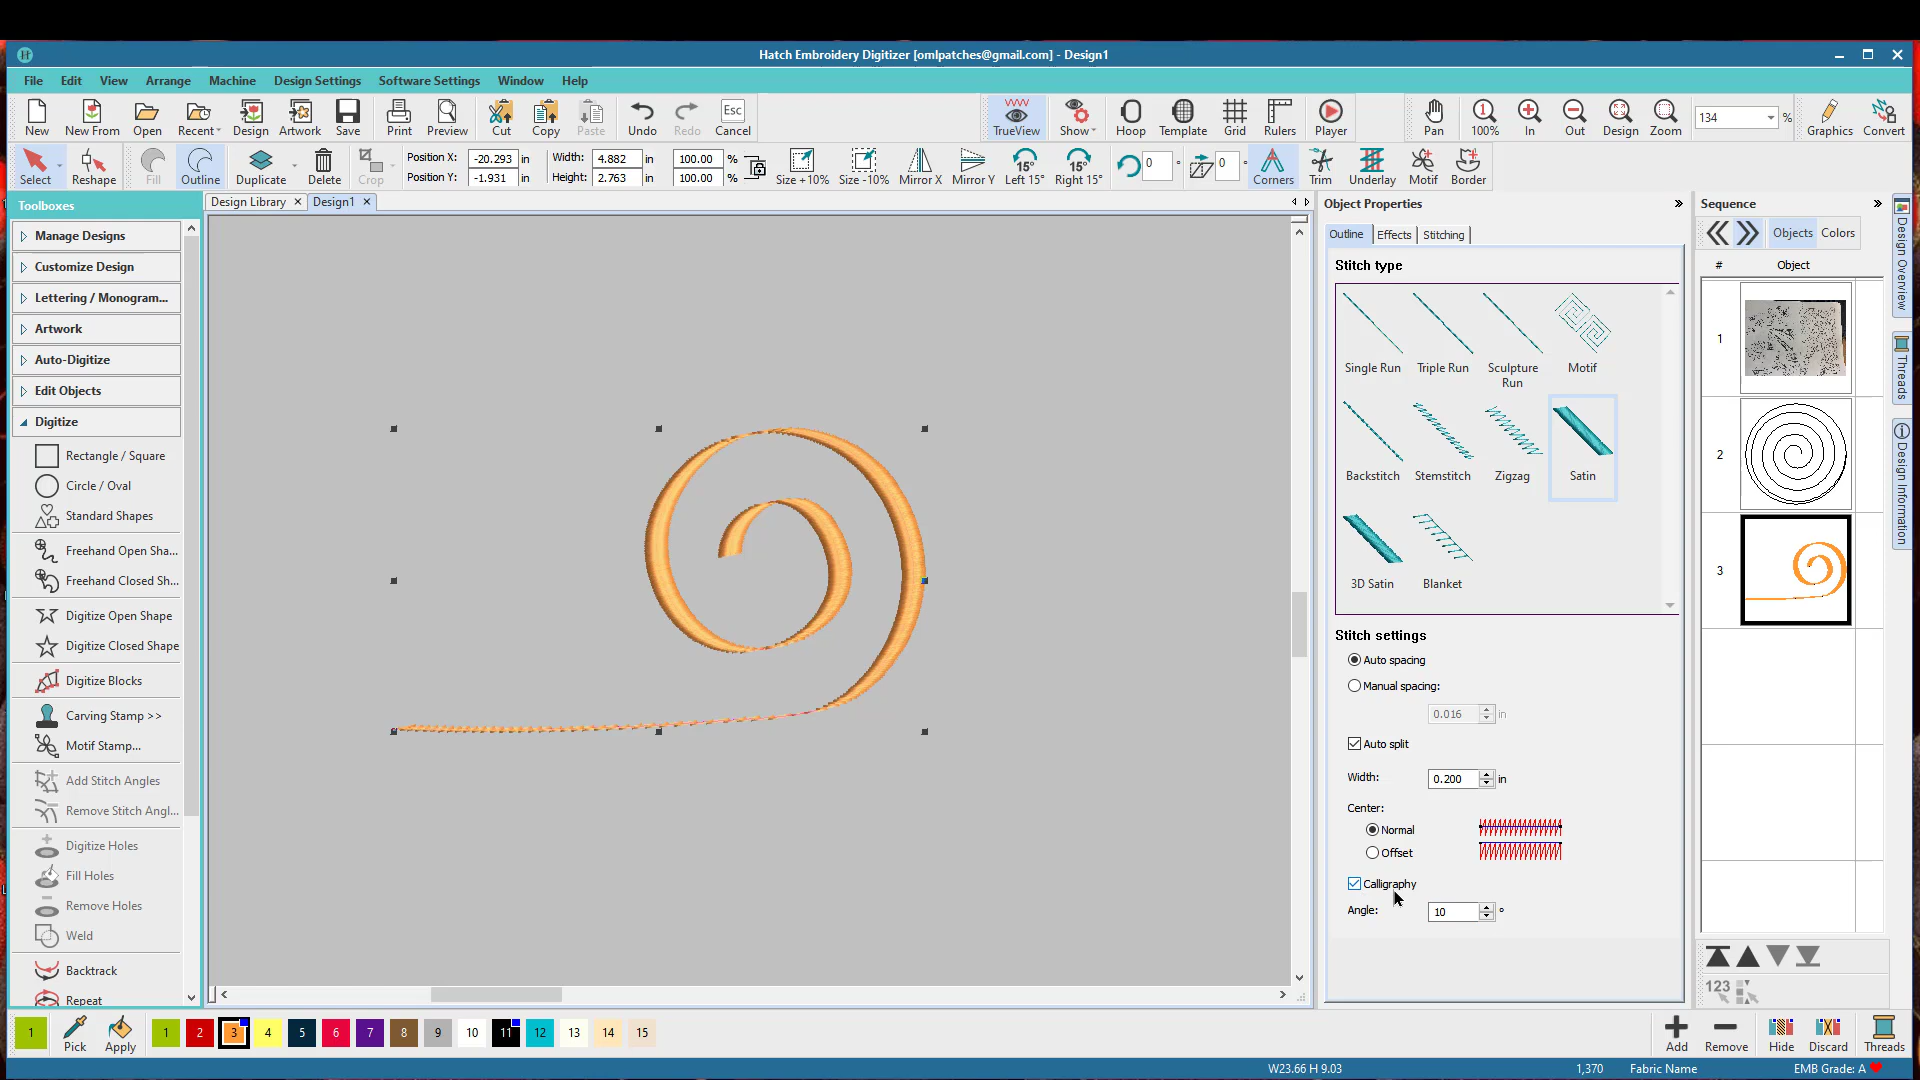 Hatch Embroidery Digitizer [omlpatches@gmail.com] - Design1
File Edit View Arrange Machine Design Settings Software Settings Window Help
New New From Open Recent Design Artwork Save Print Preview Cut Copy Paste Undo Redo Esc Cancel TrueView Show Hoop Template Grid Rulers Player Pan 1 100% In Out Design Zoom 134 % Graphics Convert
Select Reshape Fill Outline Duplicate Delete Crop Position X: -20.293 in Width: 4.882 in 100.00 % Size +10% Size -10% Mirror X Mirror Y 15° Left 15° 15° Right 15° 0 ° 0 ° Corners Trim Underlay Motif Border
Position Y: -1.931 in Height: 2.763 in 100.00 %
Toolboxes
Design Library Design1
Manage Designs
Customize Design
Lettering / Monogram...
Artwork
Auto-Digitize
Edit Objects
Digitize
Rectangle / Square
Circle / Oval
Standard Shapes
Freehand Open Sha...
Freehand Closed Sh...
Digitize Open Shape
Digitize Closed Shape
Digitize Blocks
Carving Stamp >>
Motif Stamp...
Add Stitch Angles
Remove Stitch Angl...
Digitize Holes
Fill Holes
Remove Holes
Weld
Backtrack
Repeat
Object Properties
Outline Effects Stitching
Stitch type
Single Run Triple Run Sculpture Run Motif
Backstitch Stemstitch Zigzag Satin
3D Satin Blanket
Stitch settings
Auto spacing
Manual spacing:
0.016 in
Auto split
Width: 0.200 in
Center:
Normal
Offset
Calligraphy
Angle: 10 °
Sequence
Objects Colors
# Object
1
2
3
123
Design Overview
Threads
Design Information
1 Pick Apply 1 2 3 4 5 6 7 8 9 10 11 12 13 14 15 Add Remove Hide Discard Threads
W23.66 H 9.03 1,370 Fabric Name EMB Grade: A